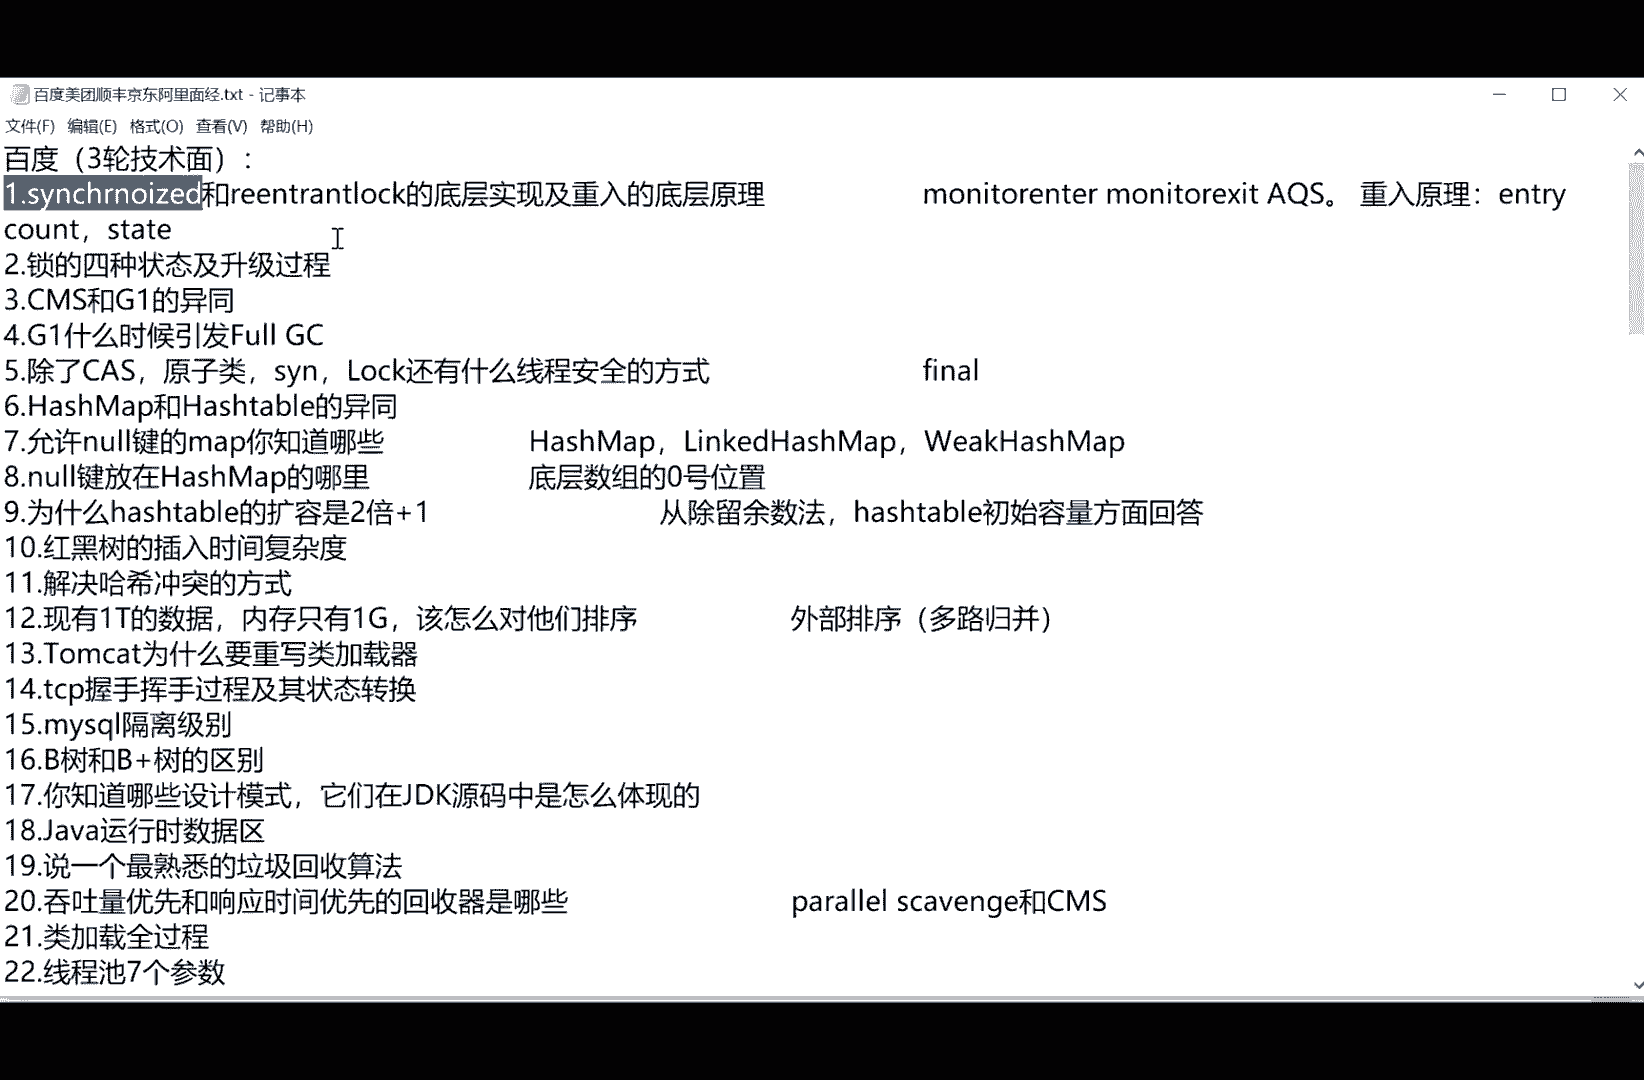 百度美团顺丰京东阿里面经.txt - 记事本
文件(F) 编辑(E) 格式(O) 查看(V) 帮助(H)
百度（3轮技术面）：
1.synchrnoized和reentrantlock的底层实现及重入的底层原理 monitorenter monitorexit AQS。 重入原理：entry
count，state
2.锁的四种状态及升级过程
3.CMS和G1的异同
4.G1什么时候引发Full GC
5.除了CAS，原子类，syn，Lock还有什么线程安全的方式 final
6.HashMap和Hashtable的异同
7.允许null键的map你知道哪些 HashMap，LinkedHashMap，WeakHashMap
8.null键放在HashMap的哪里 底层数组的0号位置
9.为什么hashtable的扩容是2倍+1 从除留余数法，hashtable初始容量方面回答
10.红黑树的插入时间复杂度
11.解决哈希冲突的方式
12.现有1T的数据，内存只有1G，该怎么对他们排序 外部排序（多路归并）
13.Tomcat为什么要重写类加载器
14.tcp握手挥手过程及其状态转换
15.mysql隔离级别
16.B树和B+树的区别
17.你知道哪些设计模式，它们在JDK源码中是怎么体现的
18.Java运行时数据区
19.说一个最熟悉的垃圾回收算法
20.吞吐量优先和响应时间优先的回收器是哪些 parallel scavenge和CMS
21.类加载全过程
22.线程池7个参数